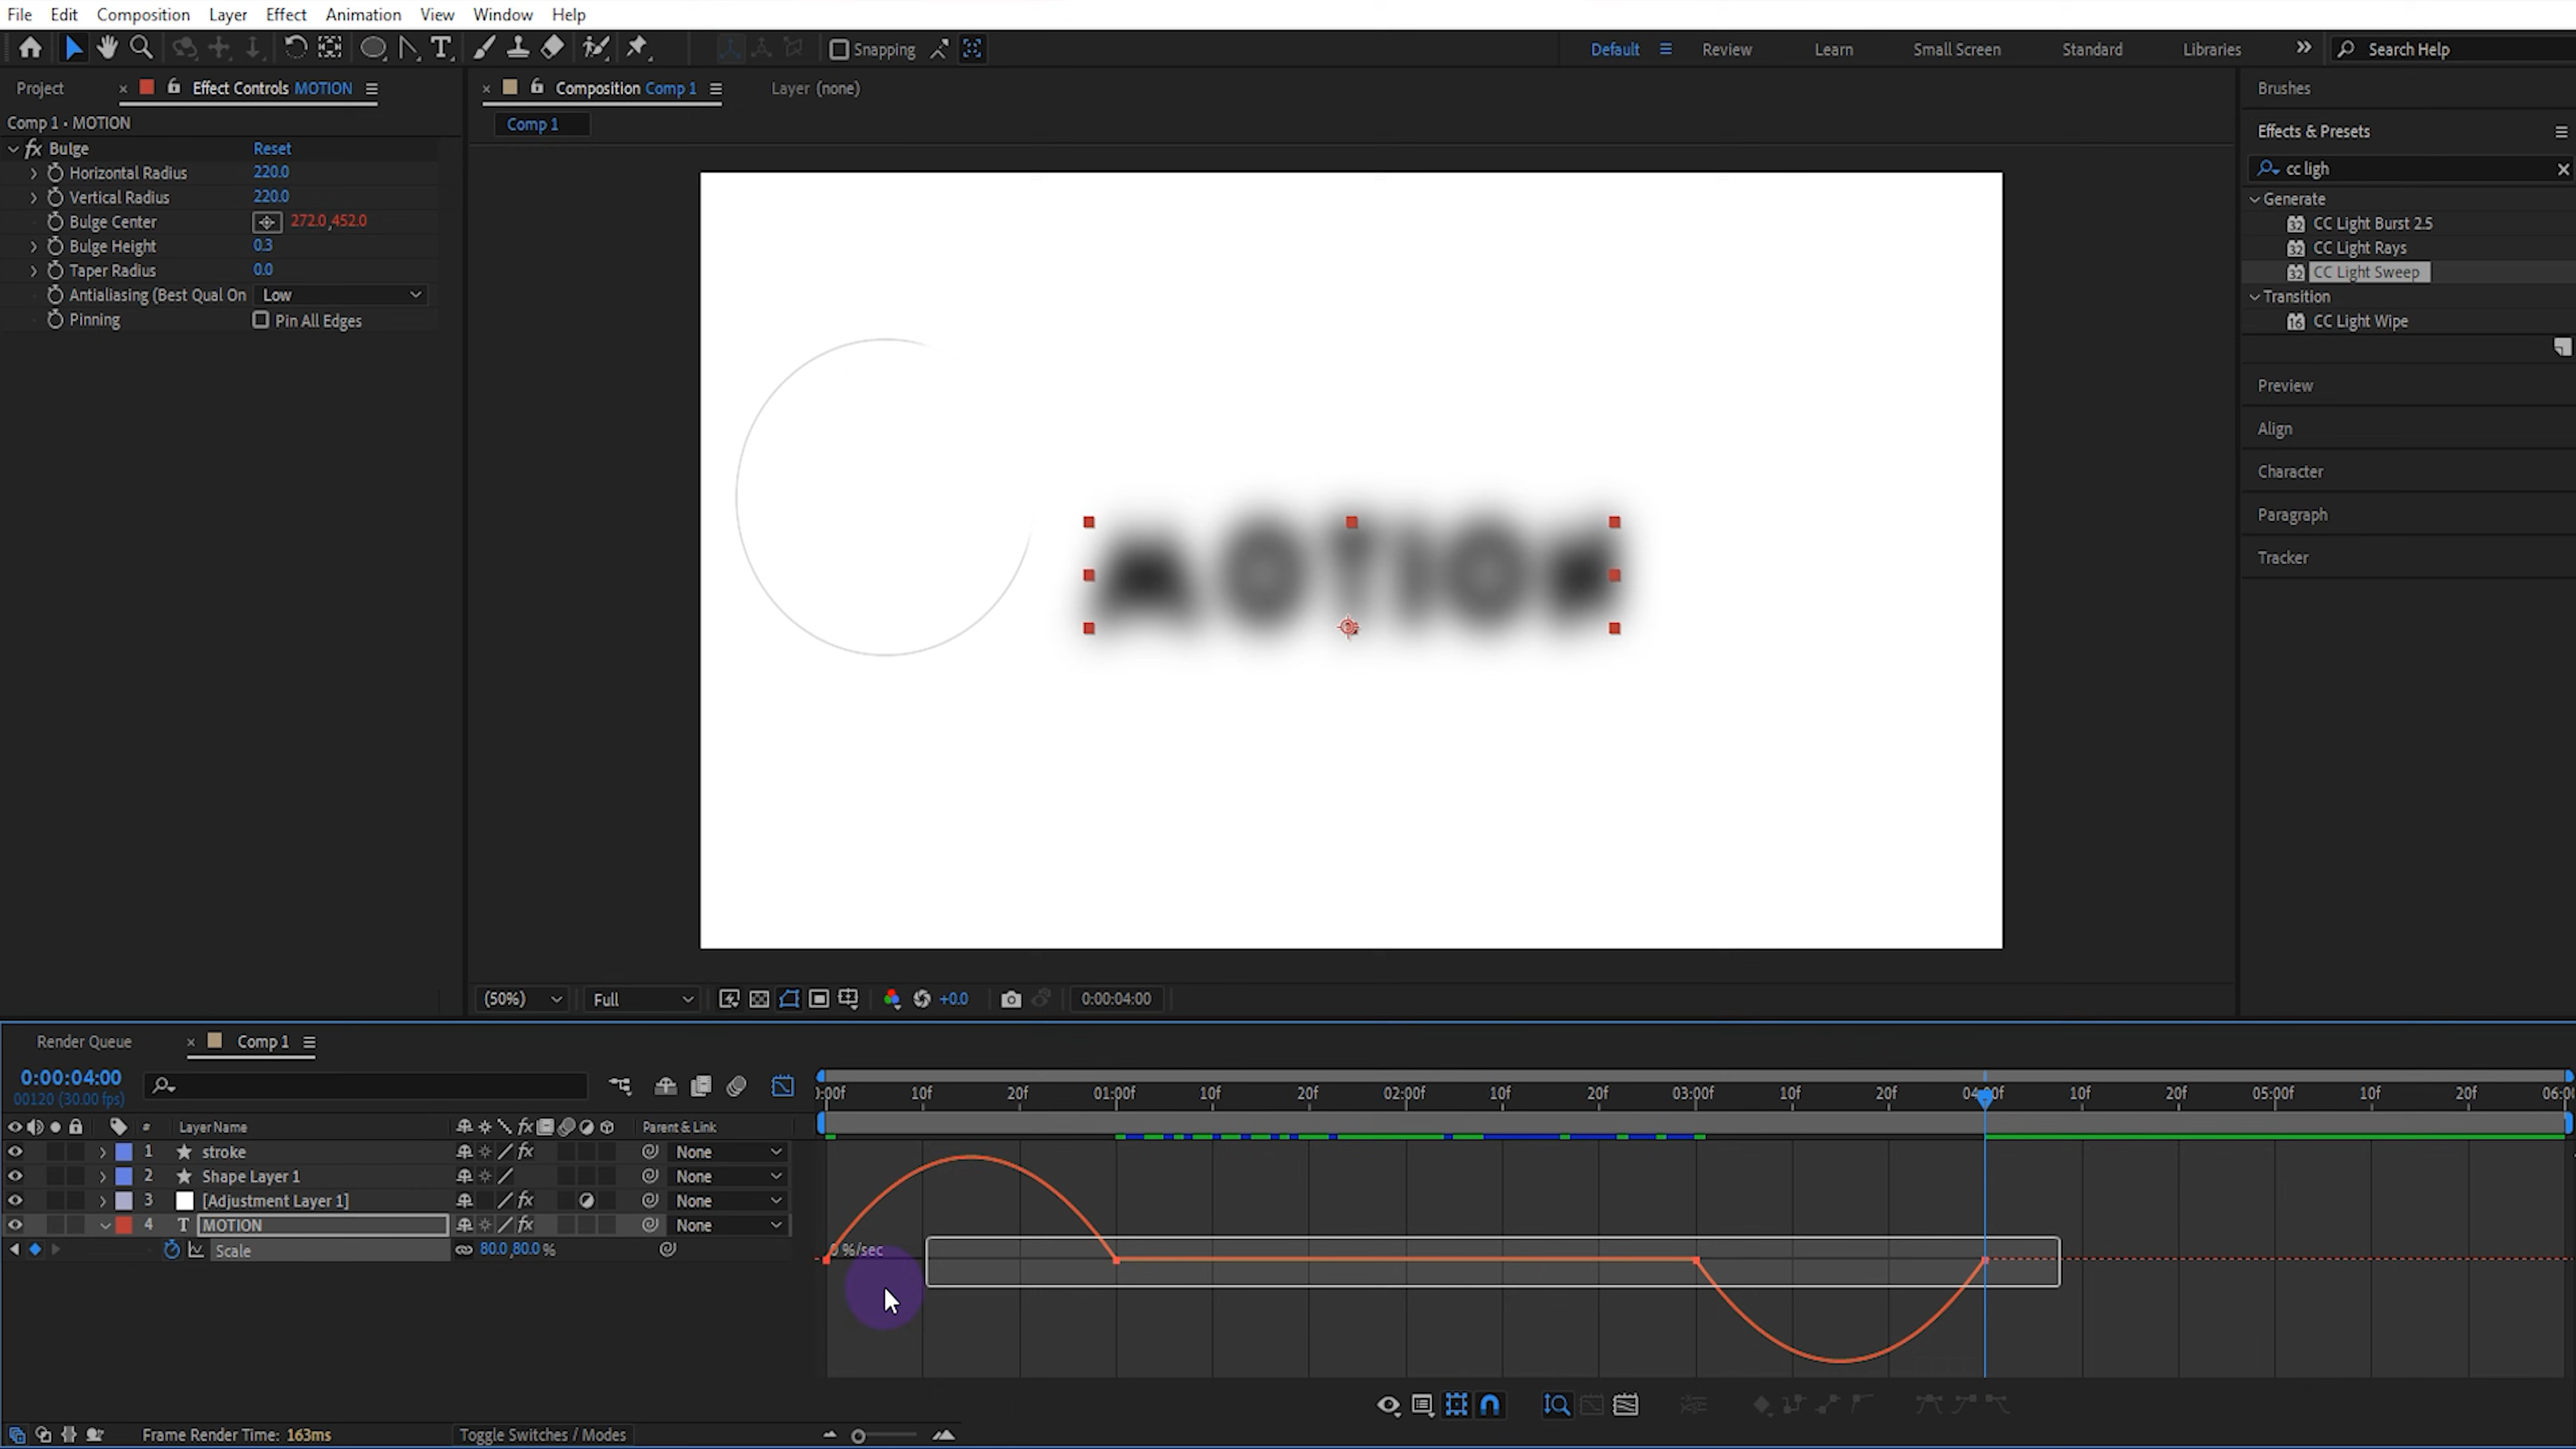 File Edit Composition Layer Effect Animation View Window Help
Snapping
Default Review Learn Small Screen Standard Libraries Search Help
Project Effect Controls MOTION
Composition Comp 1 Layer (none)
Comp 1 • MOTION
Comp 1
fx Bulge Reset
Horizontal Radius 220.0
Vertical Radius 220.0
Bulge Center 272.0,452.0
Bulge Height 0.3
Taper Radius 0.0
Antialiasing (Best Qual On Low
Pinning Pin All Edges
Brushes
Effects & Presets
cc ligh
Generate
32 CC Light Burst 2.5
32 CC Light Rays
32 CC Light Sweep
Transition
16 CC Light Wipe
Preview
Align
Character
Paragraph
Tracker
MOTION
(50%) Full +0.0 0:00:04:00
Render Queue Comp 1
0:00:04:00
00120 (30.00 fps)
):00f 10f 20f 01:00f 10f 20f 02:00f 10f 20f 03:00f 10f 20f 04:00f 10f 20f 05:00f 10f 20f 06:0
# Layer Name fx Parent & Link
1 stroke fx None
2 Shape Layer 1 None
3 [Adjustment Layer 1] fx None
4 T MOTION fx None
Scale 80.0,80.0 %
0 %/sec
Frame Render Time: 163ms Toggle Switches / Modes